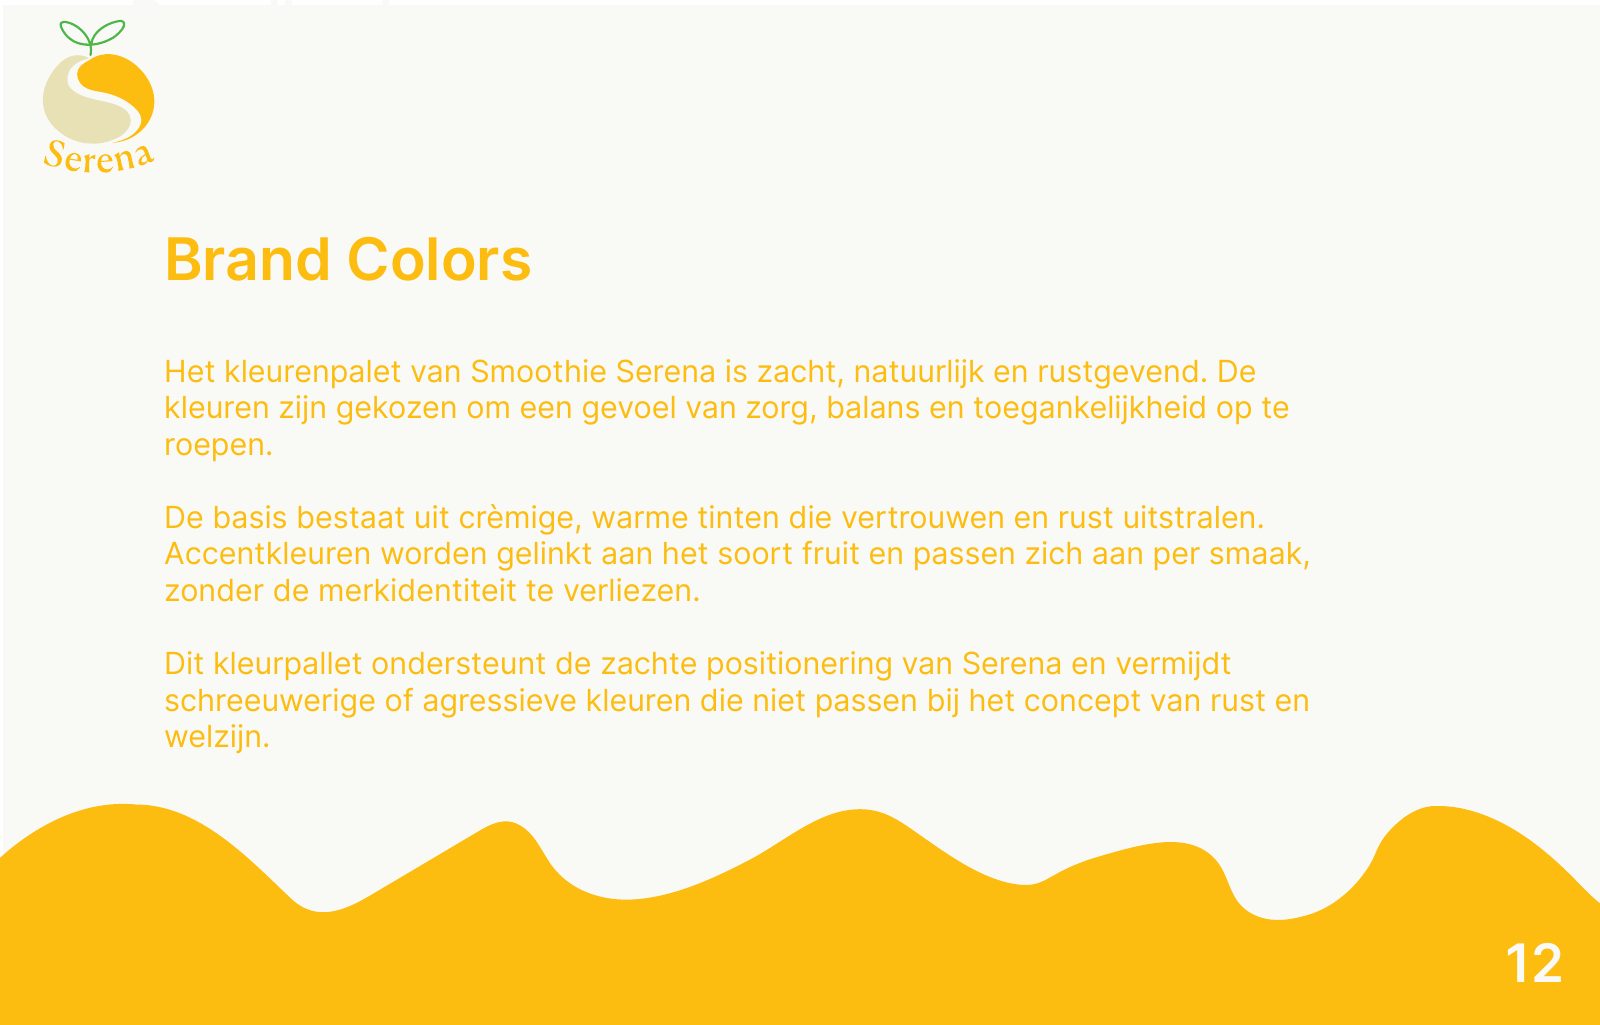 Serena
Brand Colors
Het kleurenpalet van Smoothie Serena is zacht, natuurlijk en rustgevend. De
kleuren zijn gekozen om een gevoel van zorg, balans en toegankelijkheid op te
roepen.
De basis bestaat uit crèmige, warme tinten die vertrouwen en rust uitstralen.
Accentkleuren worden gelinkt aan het soort fruit en passen zich aan per smaak,
zonder de merkidentiteit te verliezen.
Dit kleurpallet ondersteunt de zachte positionering van Serena en vermijdt
schreeuwerige of agressieve kleuren die niet passen bij het concept van rust en
welzijn.
12